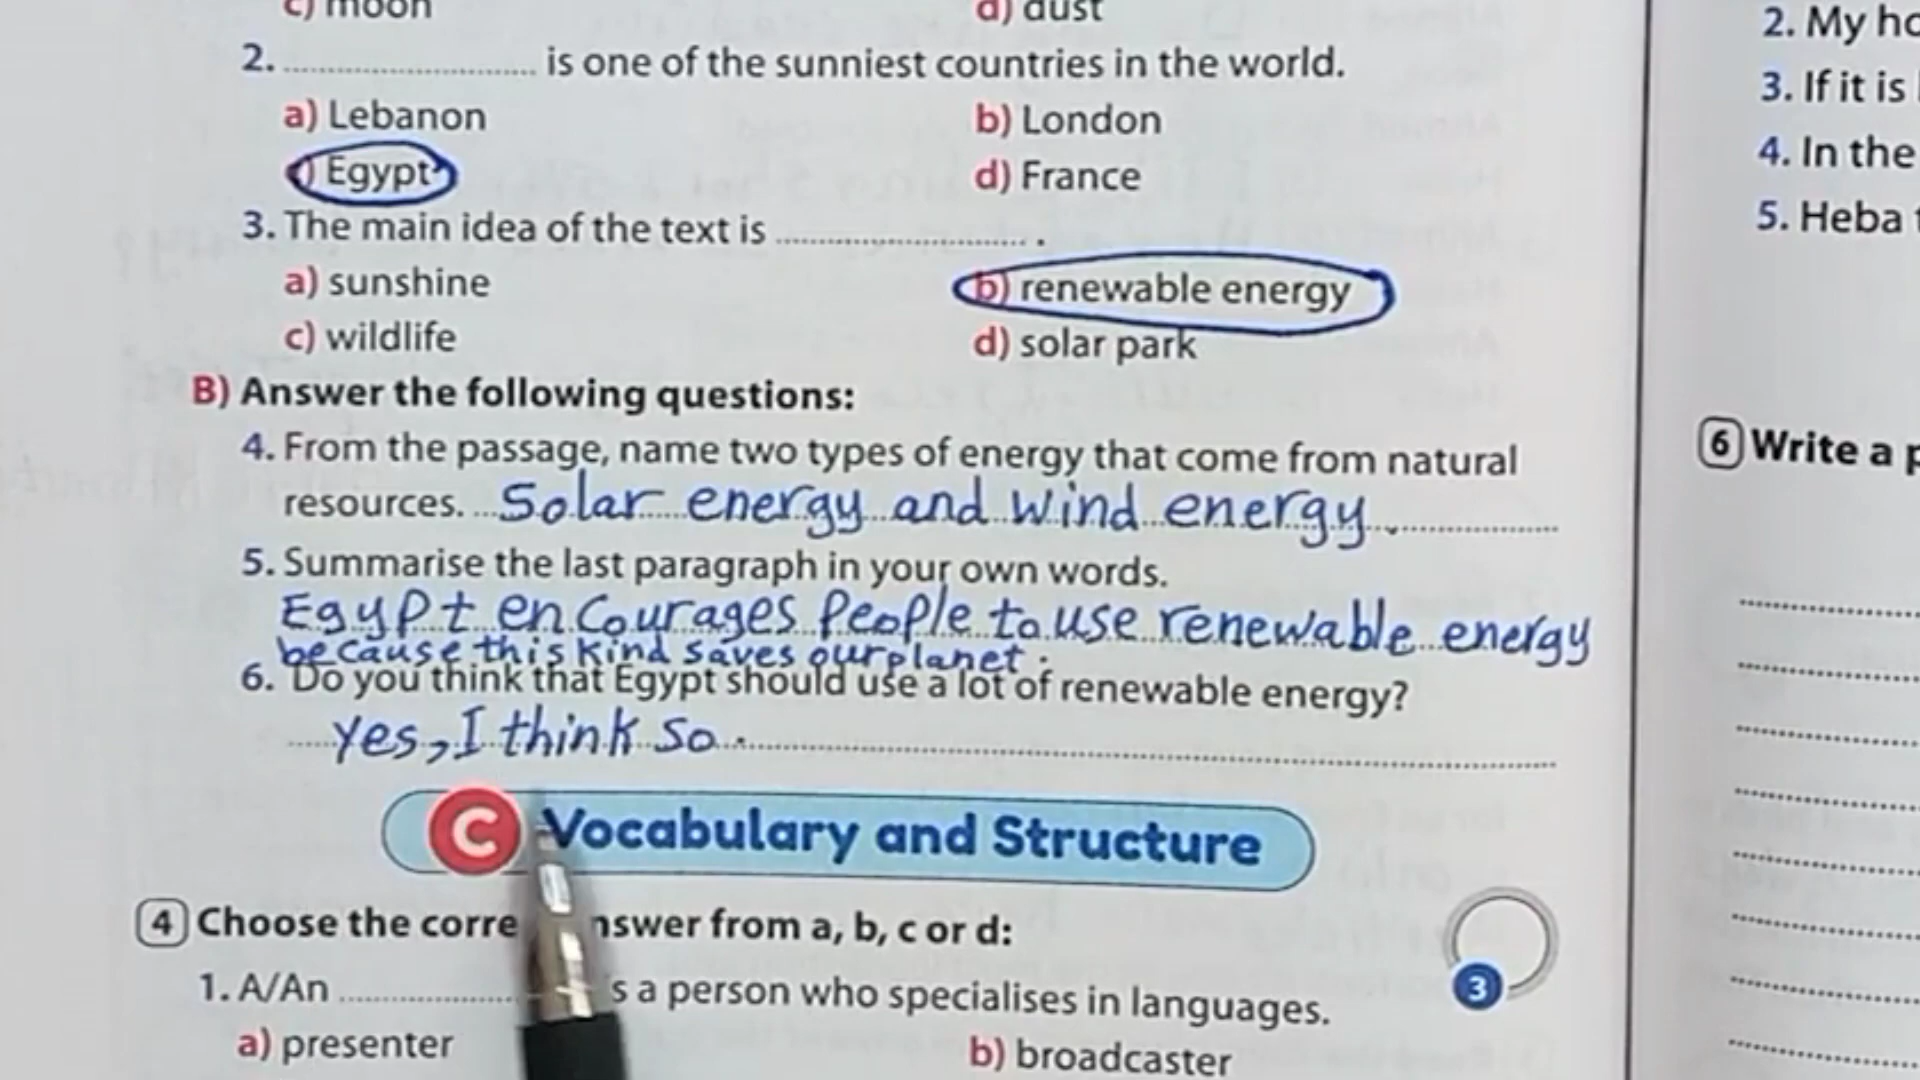 c) moon d) dust
2. .......................... is one of the sunniest countries in the world.
a) Lebanon b) London
) Egypt d) France
3. The main idea of the text is .......................... .
a) sunshine b) renewable energy
c) wildlife d) solar park
B) Answer the following questions:
4. From the passage, name two types of energy that come from natural
resources. Solar energy and wind energy.
5. Summarise the last paragraph in your own words.
Egypt encourages People to use renewable energy
because this kind saves our planet.
6. Do you think that Egypt should use a lot of renewable energy?
yes, I think so.
C Vocabulary and Structure
4 Choose the corre nswer from a, b, c or d:
3
1. A/An .................... s a person who specialises in languages.
a) presenter b) broadcaster
2. My ho
3. If it is
4. In the
5. Heba
6 Write a p